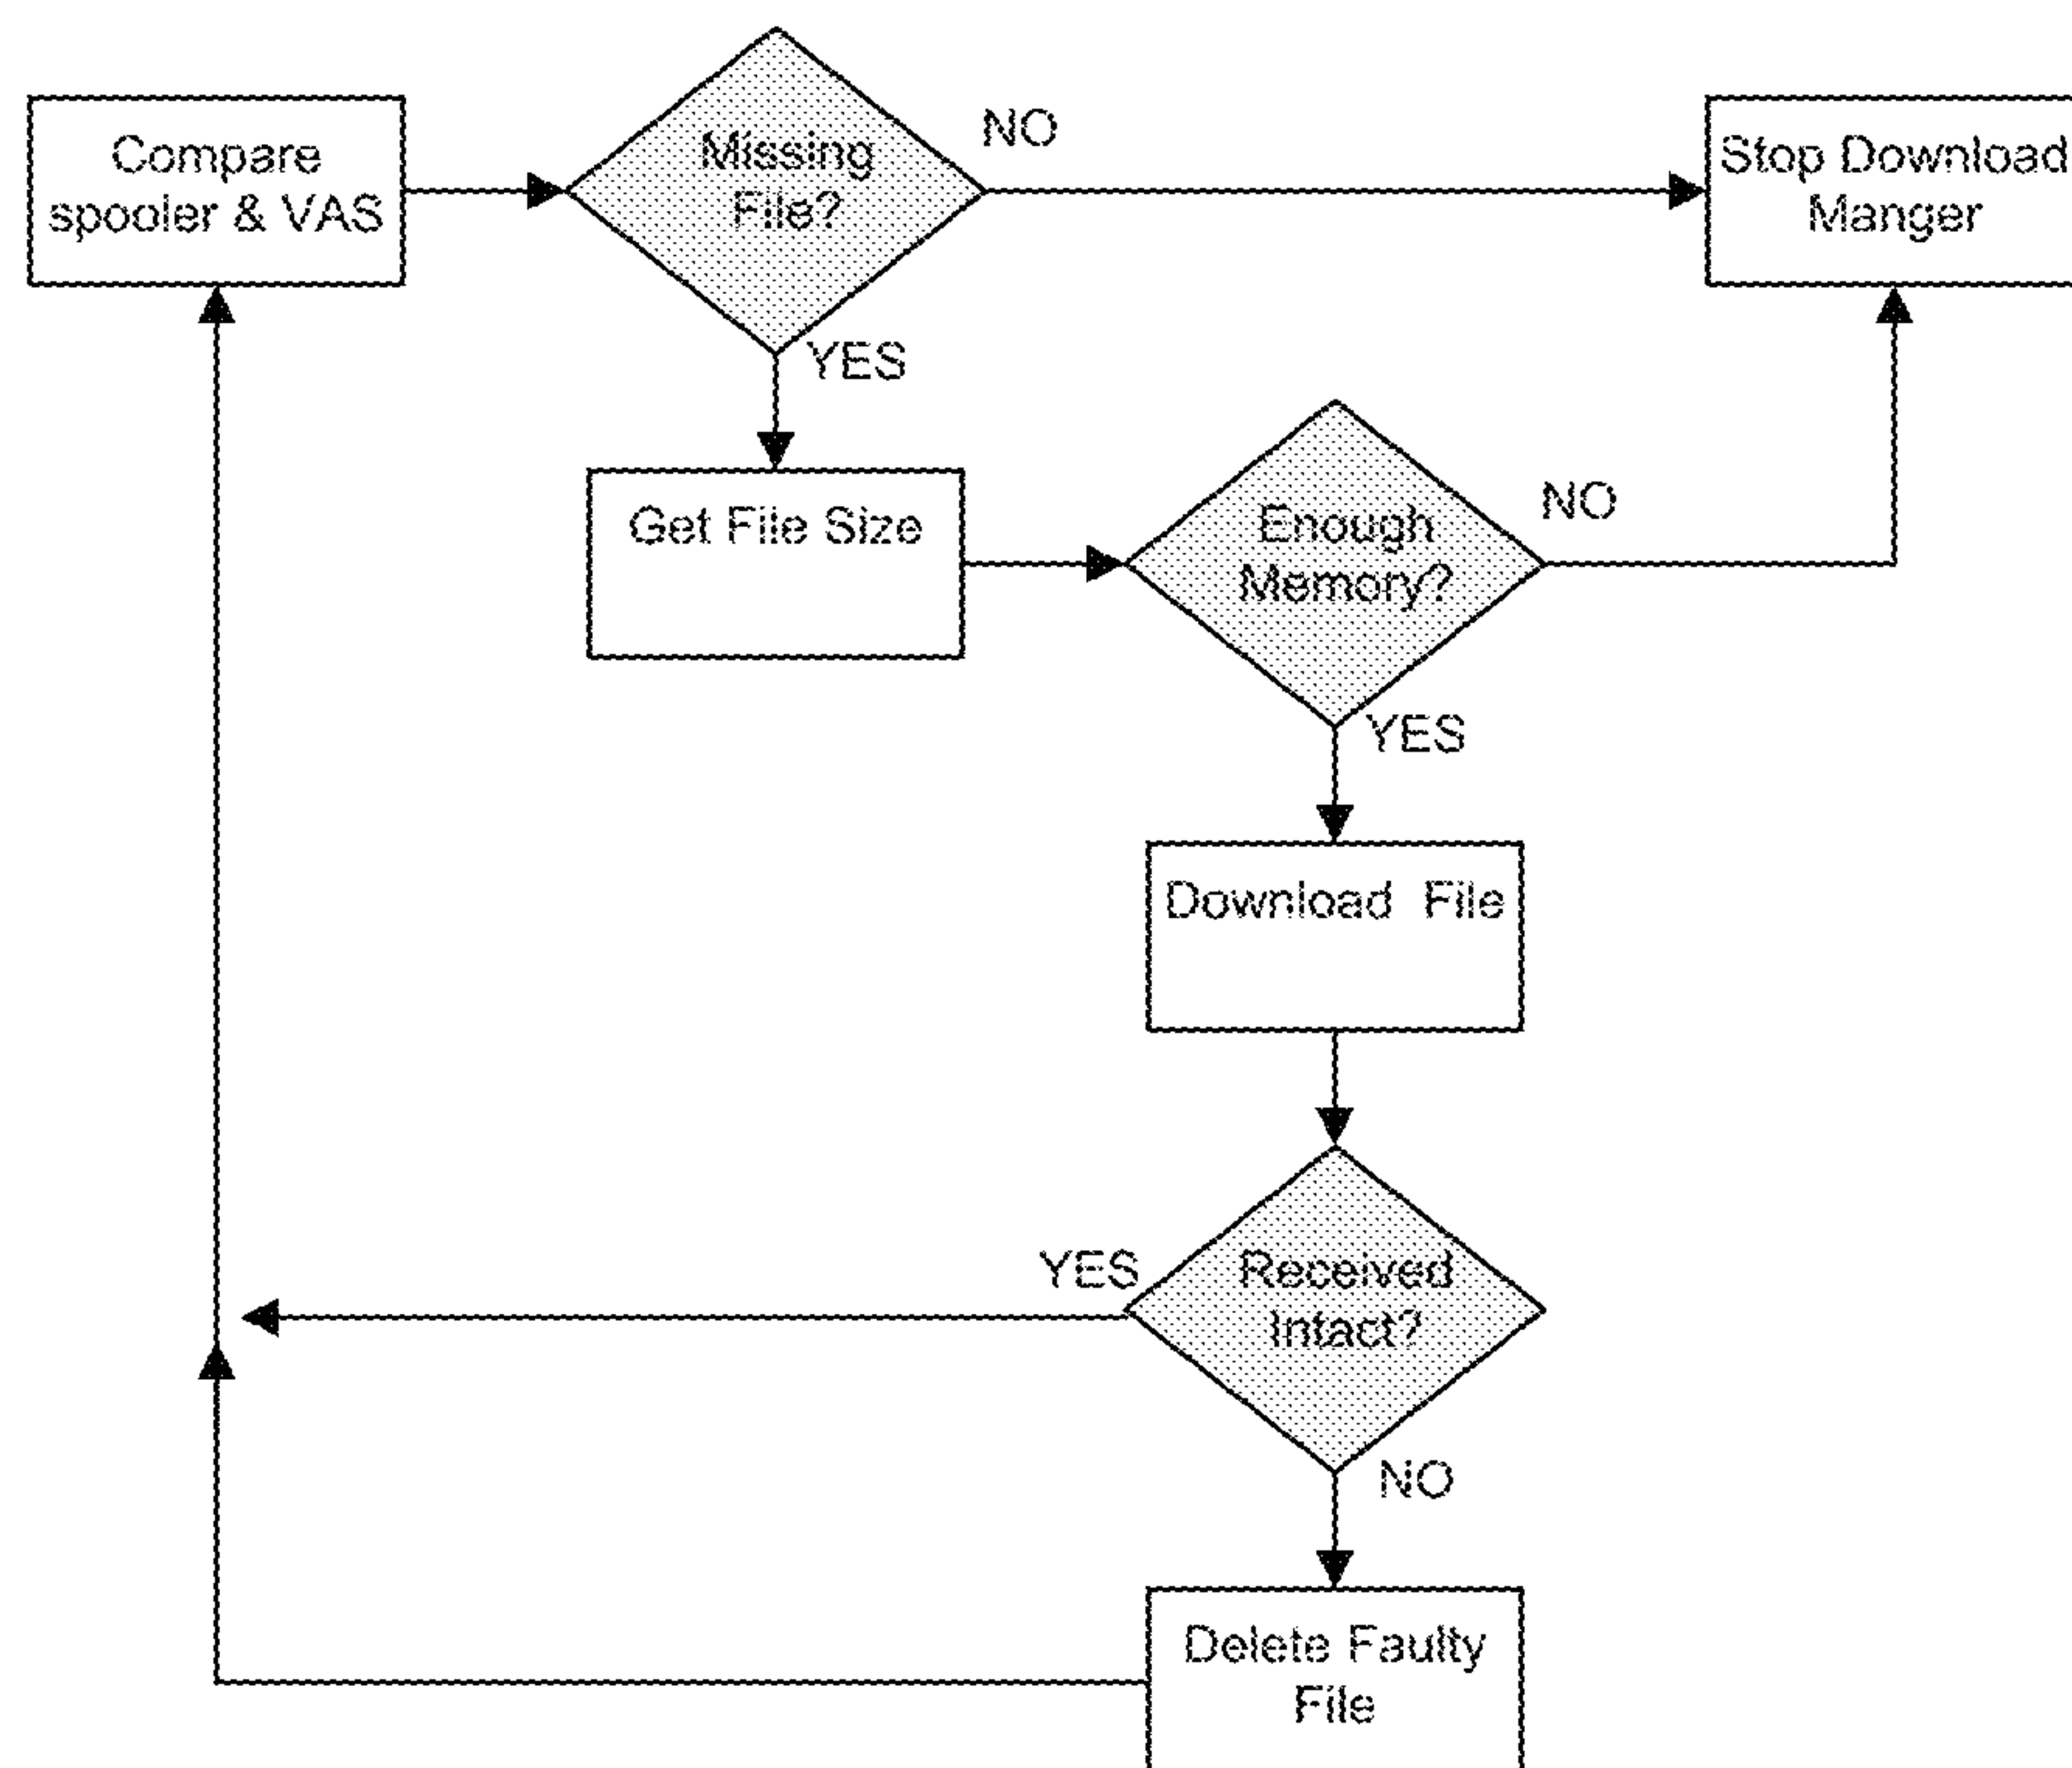 Compare
spooler & VAS
Missing
File?
NO
Stop Download
Manger
YES
Get File Size
Enough
Memory?
NO
YES
Download File
YES
Received
Intact?
NO
Delete Faulty
File